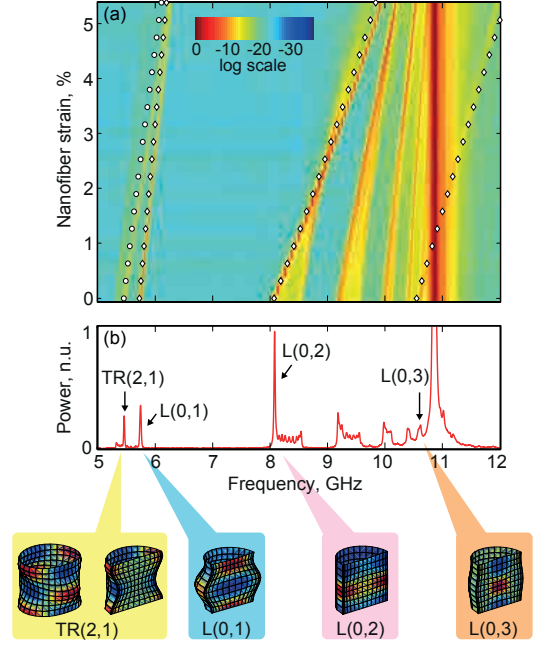 (a)
0 -10 -20 -30
log scale
Nanofiber strain, %
5
4
3
2
1
0
(b)
Power, n.u.
1
0
TR(2,1)
L(0,1)
L(0,2)
L(0,3)
5 6 7 8 9 10 11 12
Frequency, GHz
TR(2,1)
L(0,1)
L(0,2)
L(0,3)